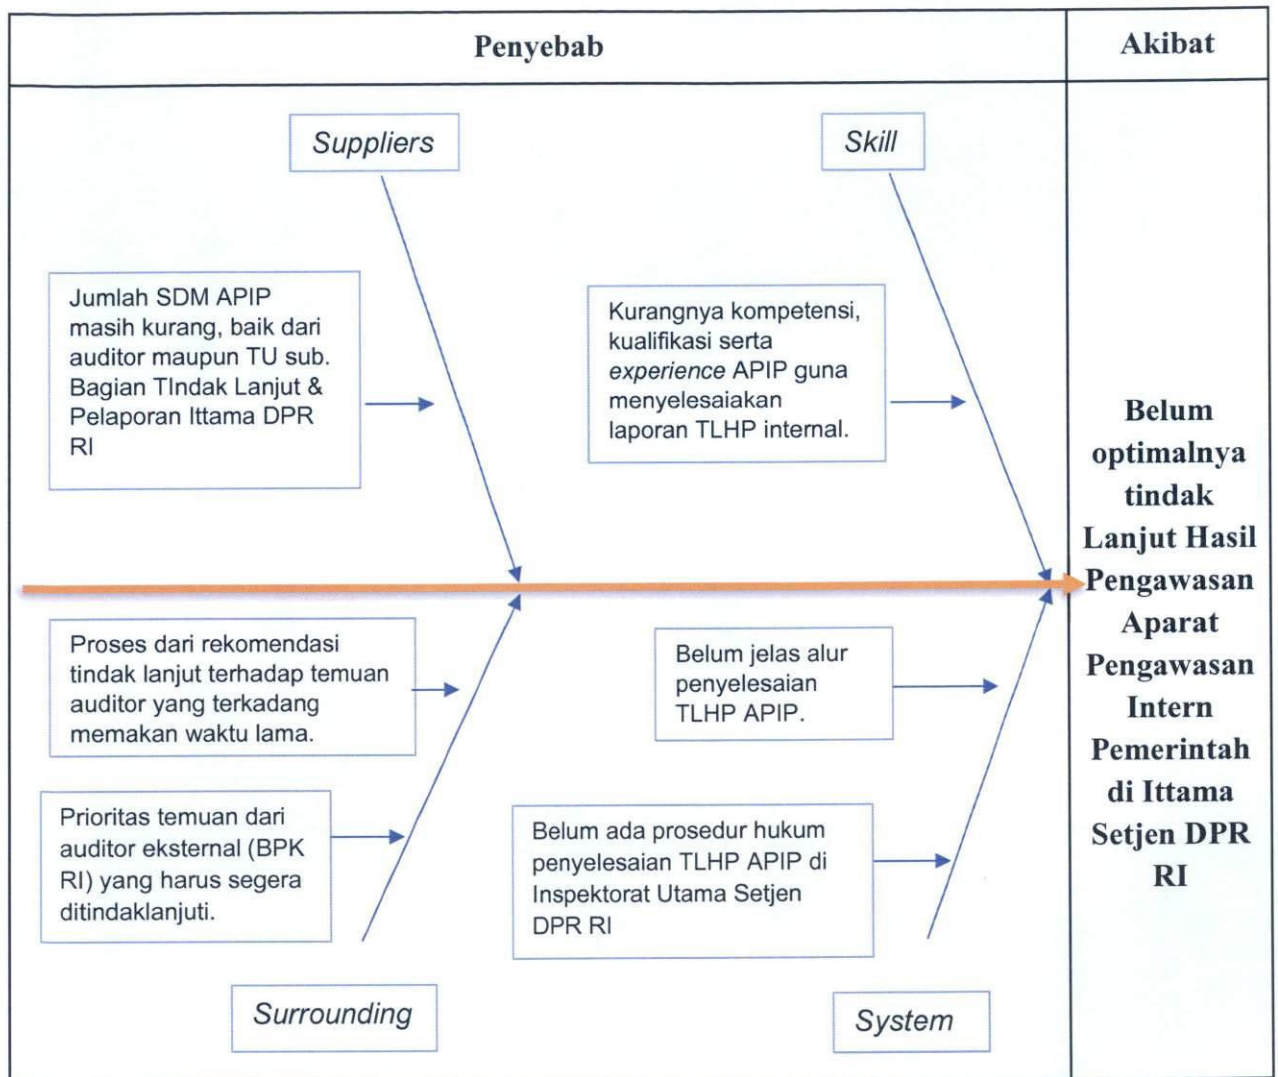 Penyebab
Akibat
Suppliers
Skill
Jumlah SDM APIP
masih kurang, baik dari
auditor maupun TU sub.
Bagian TIndak Lanjut &
Pelaporan Ittama DPR
RI
Kurangnya kompetensi,
kualifikasi serta
experience APIP guna
menyelesaiakan
laporan TLHP internal.
Proses dari rekomendasi
tindak lanjut terhadap temuan
auditor yang terkadang
memakan waktu lama.
Belum jelas alur
penyelesaian
TLHP APIP.
Prioritas temuan dari
auditor eksternal (BPK
RI) yang harus segera
ditindaklanjuti.
Belum ada prosedur hukum
penyelesaian TLHP APIP di
Inspektorat Utama Setjen
DPR RI
Surrounding
System
Belum
optimalnya
tindak
Lanjut Hasil
Pengawasan
Aparat
Pengawasan
Intern
Pemerintah
di Ittama
Setjen DPR
RI